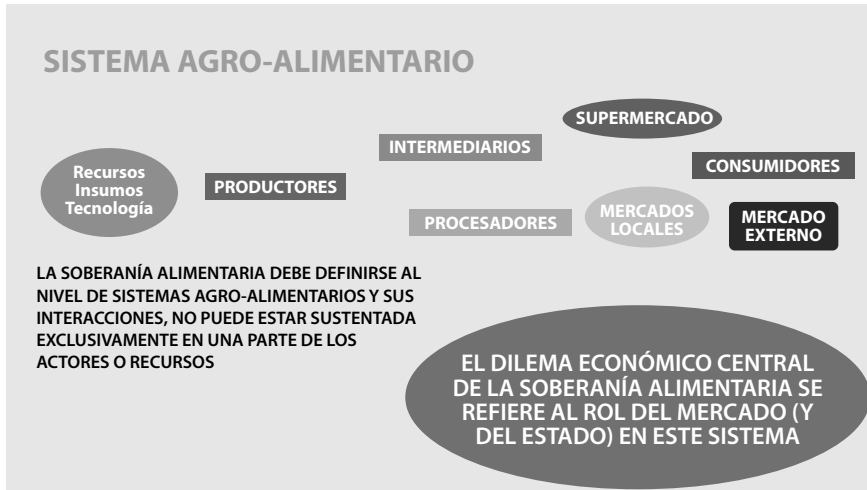 SISTEMA AGRO-ALIMENTARIO
SUPERMERCADO
INTERMEDIARIOS
CONSUMIDORES
Recursos
Insumos
Tecnología
PRODUCTORES
PROCESADORES
MERCADOS
LOCALES
MERCADO
EXTERNO
LA SOBERANÍA ALIMENTARIA DEBE DEFINIRSE AL
NIVEL DE SISTEMAS AGRO-ALIMENTARIOS Y SUS
INTERACCIONES, NO PUEDE ESTAR SUSTENTADA
EXCLUSIVAMENTE EN UNA PARTE DE LOS
ACTORES O RECURSOS
EL DILEMA ECONÓMICO CENTRAL
DE LA SOBERANÍA ALIMENTARIA SE
REFIERE AL ROL DEL MERCADO (Y
DEL ESTADO) EN ESTE SISTEMA